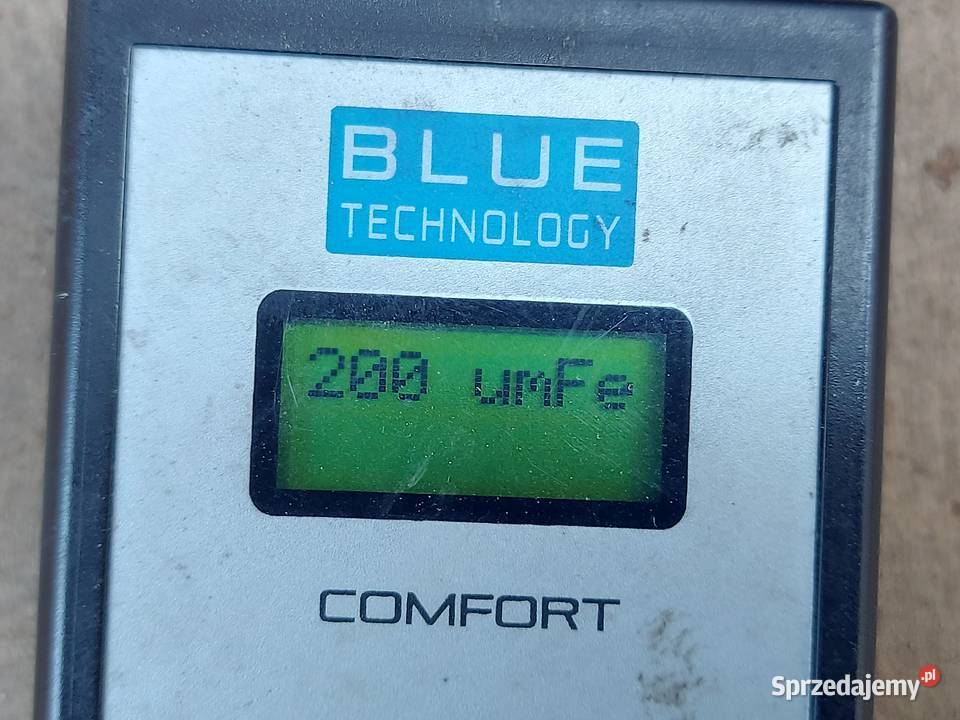 BLUE
TECHNOLOGY
200 umFe
COMFORT
Sprzedajemy.pl